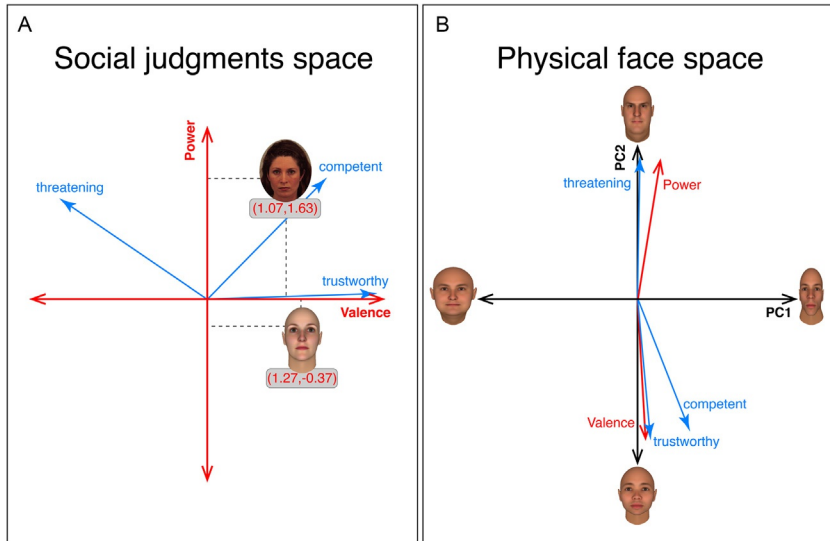 A
Social judgments space
Power
threatening
competent
(1.07,1.63)
trustworthy
Valence
(1.27,-0.37)
B
Physical face space
PC2
threatening
Power
PC1
competent
Valence
trustworthy